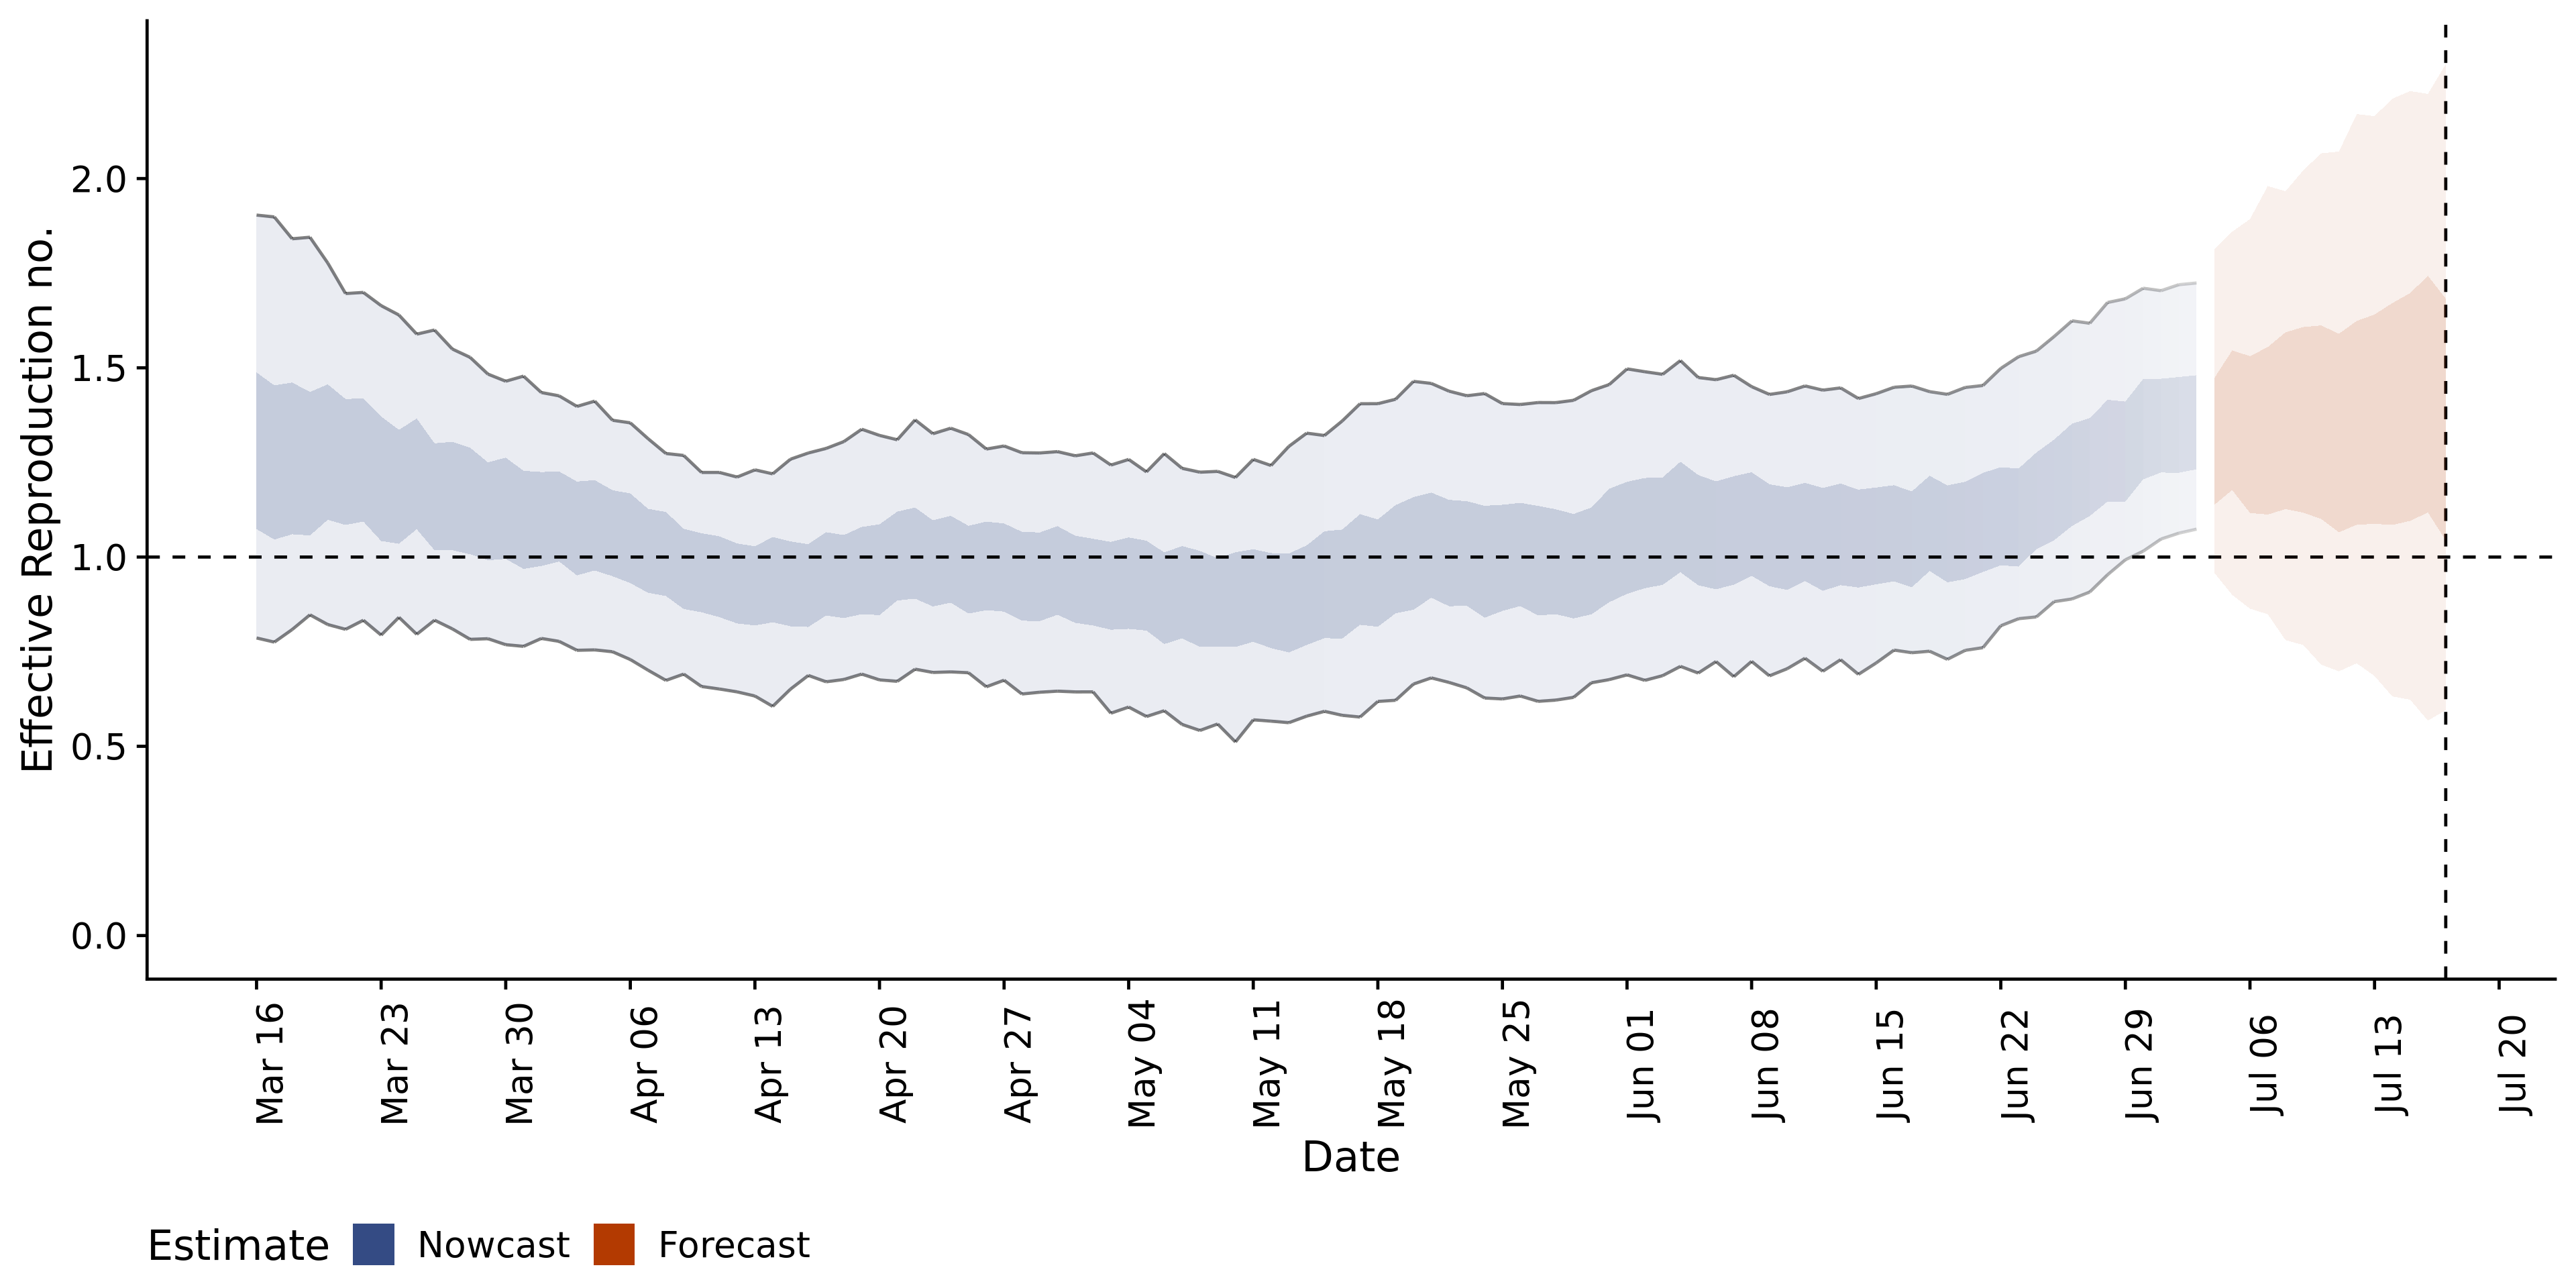 Effective Reproduction no.
2.0
1.5
1.0
0.5
0.0
Mar 16
Mar 23
Mar 30
Apr 06
Apr 13
Apr 20
Apr 27
May 04
May 11
May 18
May 25
Jun 01
Jun 08
Jun 15
Jun 22
Jun 29
Jul 06
Jul 13
Jul 20
Date
Estimate Nowcast Forecast